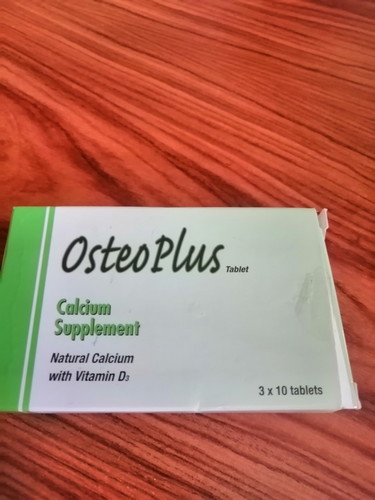 OsteoPlus Tablet
Calcium
Supplement
Natural Calcium
with Vitamin D3
3 x 10 tablets